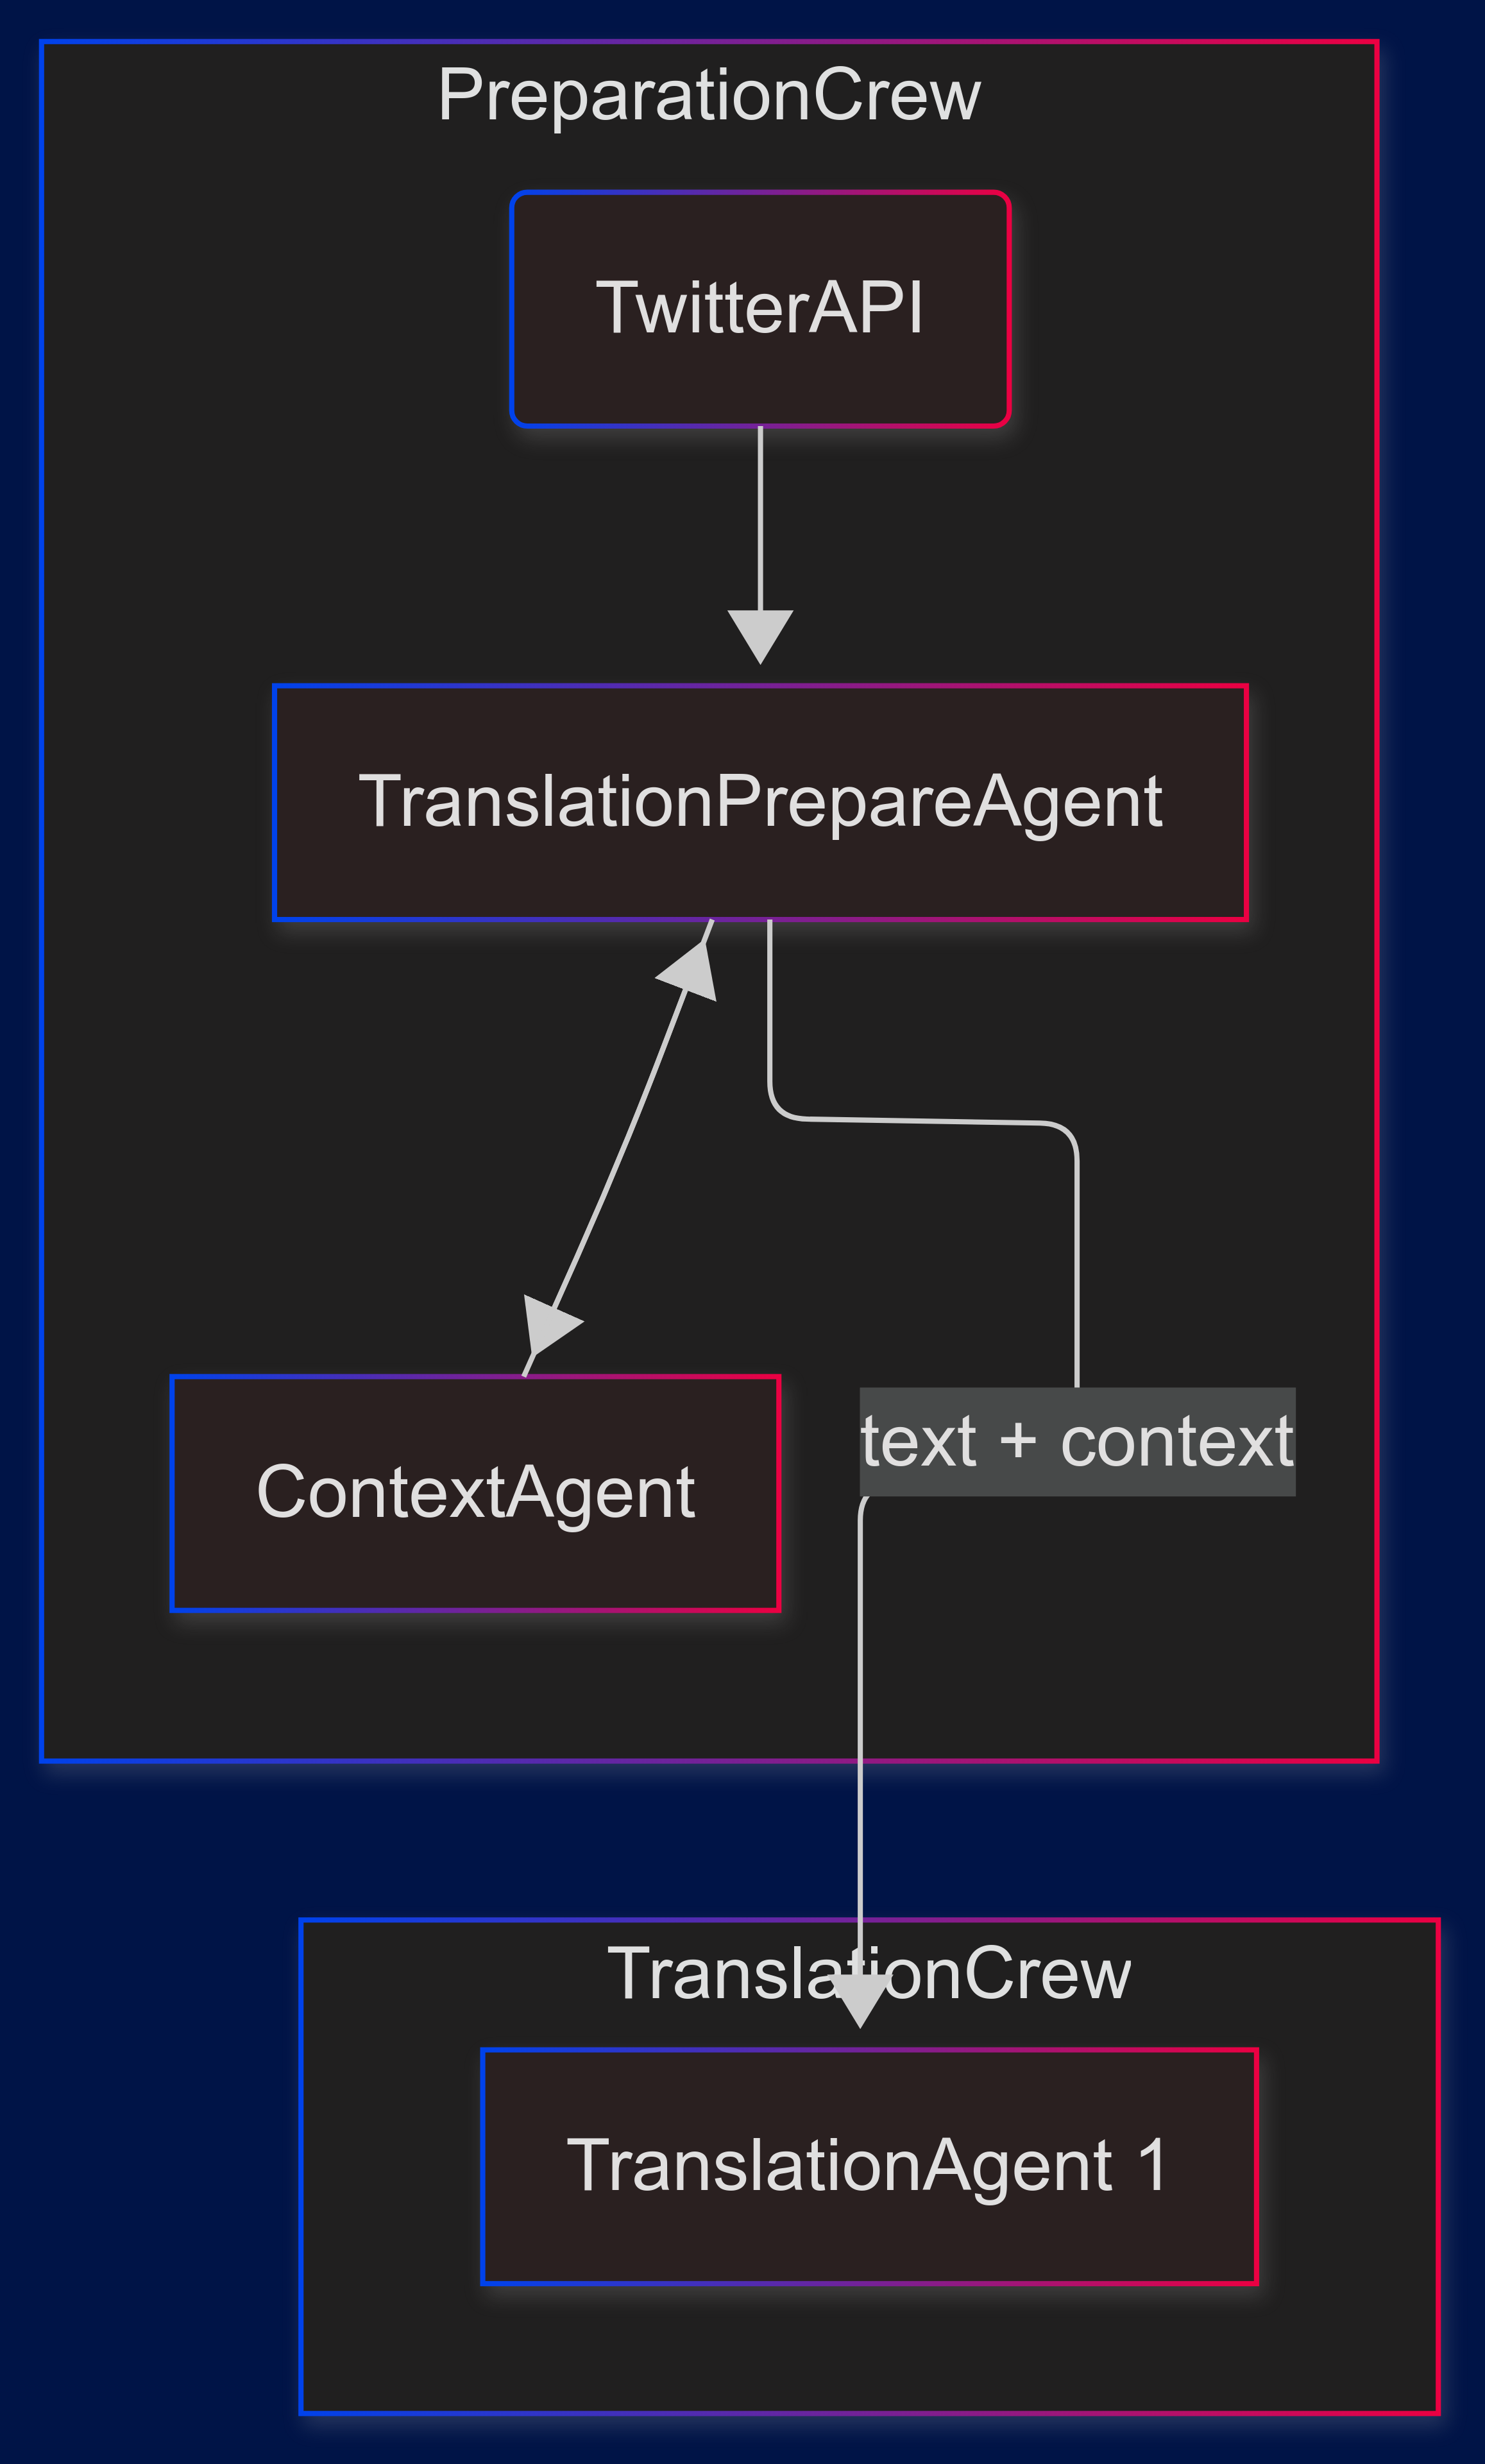 PreparationCrew
TwitterAPI
TranslationPrepareAgent
text + context
ContextAgent
TranslationCrew
TranslationAgent 1